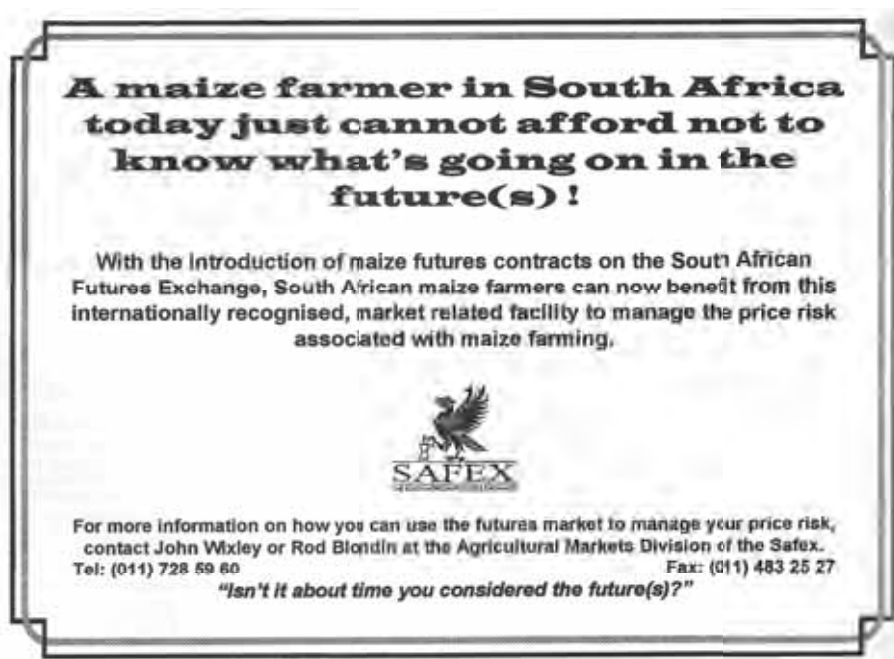 A maize farmer in South Africa
today just cannot afford not to
know what's going on in the
future(s) !
With the introduction of maize futures contracts on the South African
Futures Exchange, South African maize farmers can now benefit from this
internationally recognised, market related facility to manage the price risk
associated with maize farming.
SAFEX
For more information on how you can use the futures market to manage your price risk,
contact John Wixley or Rod Blondin at the Agricultural Markets Division of the Safex.
Tel: (011) 728 59 60 Fax: (011) 483 25 27
"Isn't it about time you considered the future(s)?"